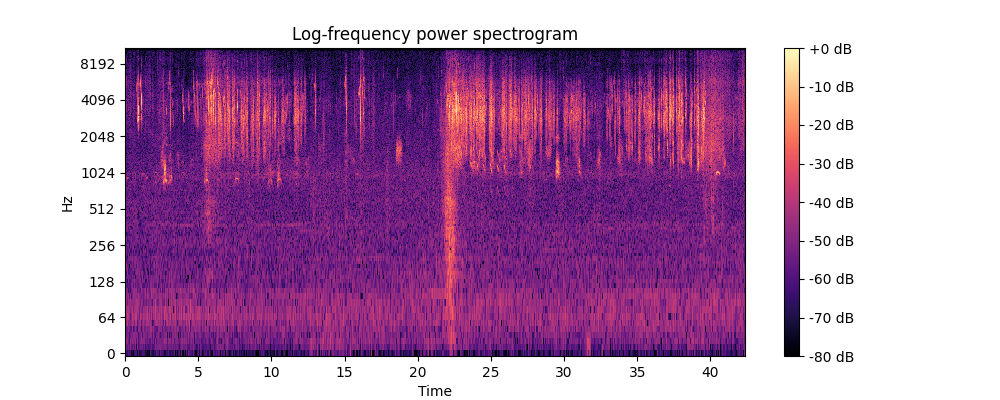 Log-frequency power spectrogram
Hz
8192
4096
2048
1024
512
256
128
64
0
0 5 10 15 20 25 30 35 40
Time
+0 dB
-10 dB
-20 dB
-30 dB
-40 dB
-50 dB
-60 dB
-70 dB
-80 dB